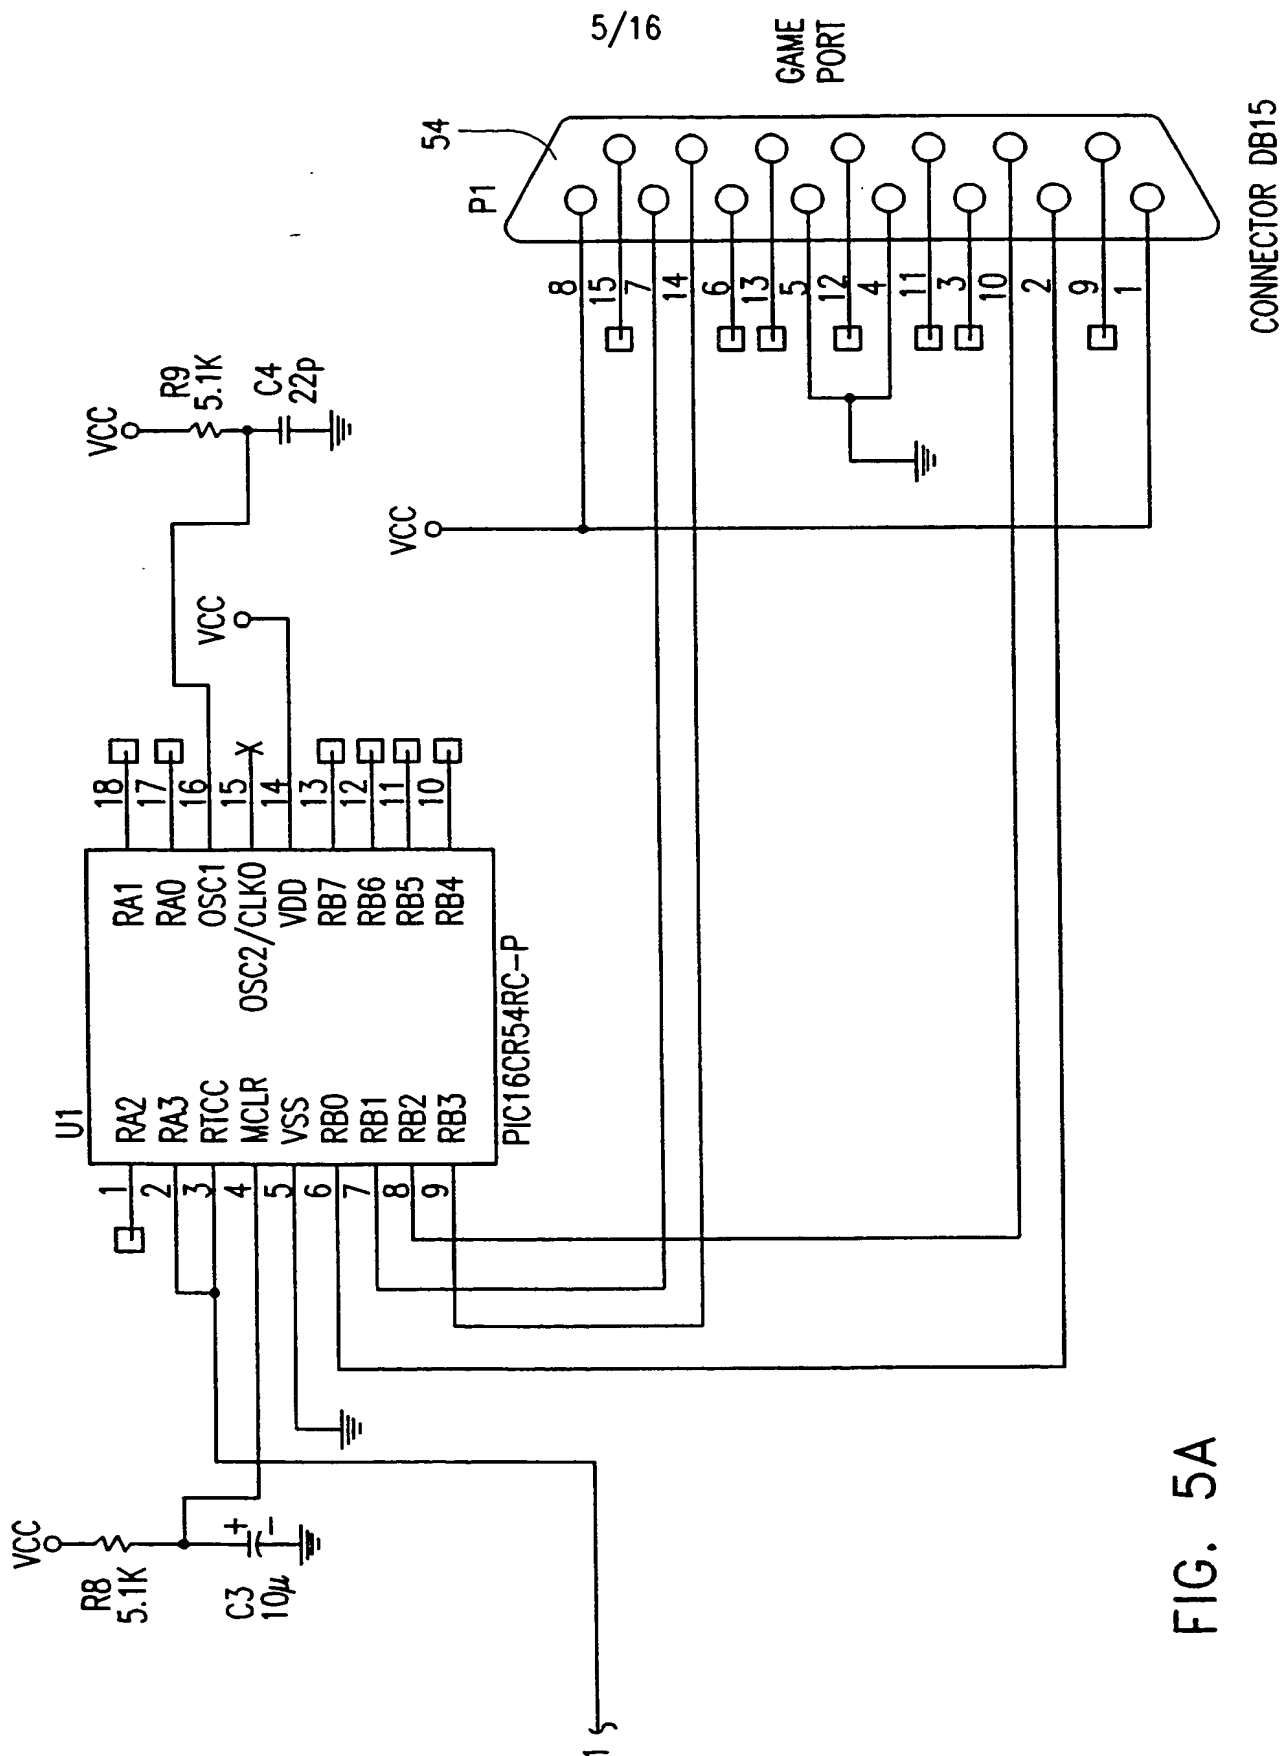 5/16
GAME
PORT
54
P1
8
15
7
14
6
13
5
12
4
11
3
10
2
9
1
CONNECTOR DB15
VCC
R9
5.1K
C4
22p
VCC
VCC
U1
RA2
RA3
RTCC
MCLR
VSS
RB0
RB1
RB2
RB3
1
2
3
4
5
6
7
8
9
RA1
RA0
OSC1
OSC2/CLKO
VDD
RB7
RB6
RB5
RB4
18
17
16
15
14
13
12
11
10
PIC16CR54RC-P
VCC
R8
5.1K
C3
10μ
+
-
FIG. 5A